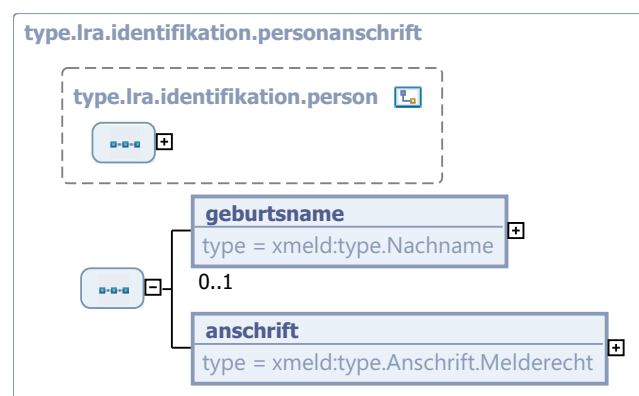 type.lra.identifikation.personanschrift
type.lra.identifikation.person
geburtsname
type = xmeld:type.Nachname
0..1
anschrift
type = xmeld:type.Anschrift.Melderecht